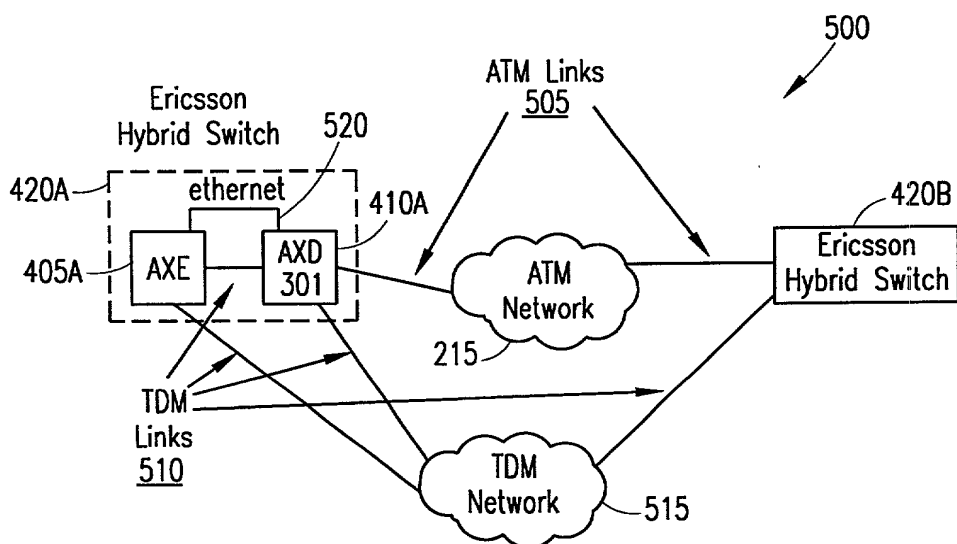 500
ATM Links
505
Ericsson
Hybrid Switch
520
420A
ethernet
410A
420B
AXE
AXD
301
405A
Ericsson
Hybrid Switch
ATM
Network
215
TDM
Links
510
TDM
Network
515